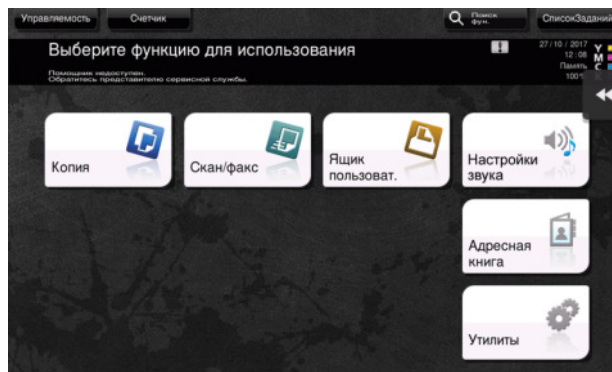 Управляемость
Счетчик
Поиск
фун.
СписокЗаданий
Выберите функцию для использования
Помощник недоступен.
Обратитесь представителю сервисной службы.
27/10 / 2017
12:08
Память
100
Y
M
C
Копия
Скан/факс
Ящик
пользоват.
Настройки
звука
Адресная
книга
Утилиты